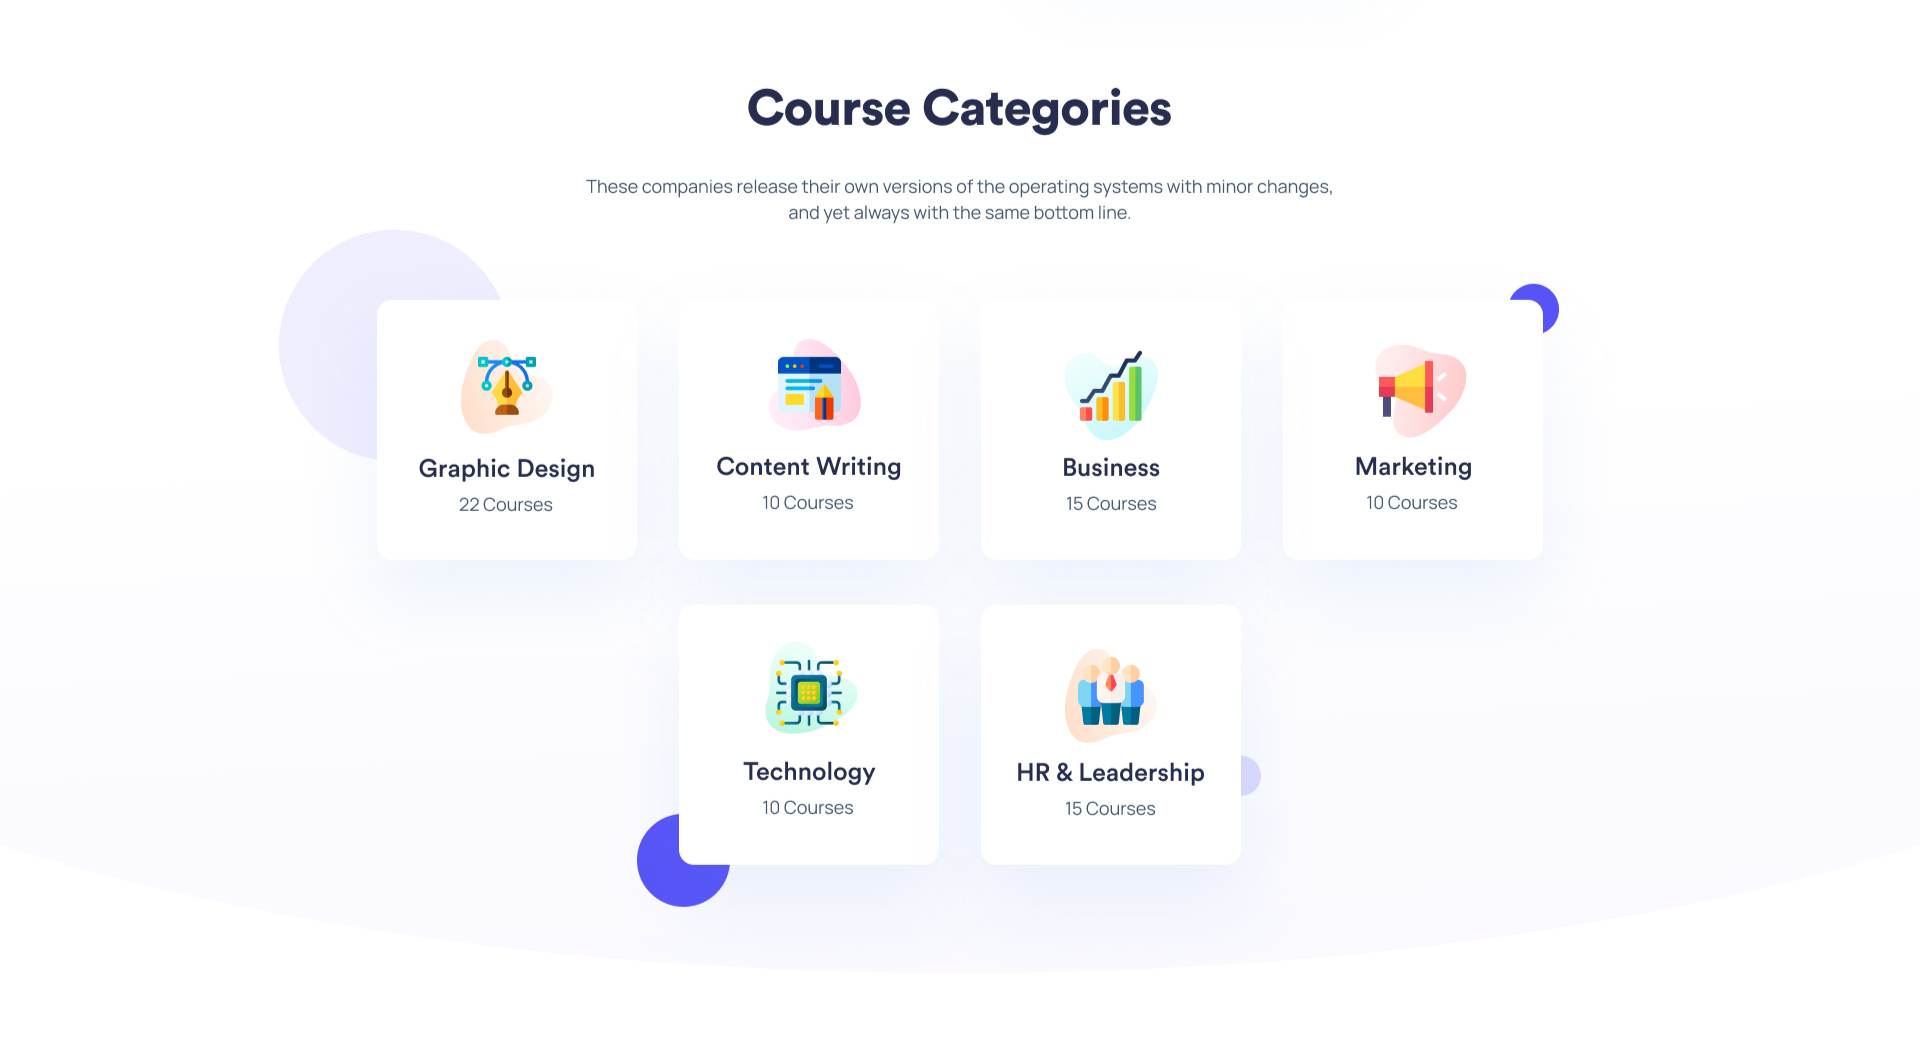 Course Categories
These companies release their own versions of the operating systems with minor changes,
and yet always with the same bottom line.
Graphic Design
22 Courses
Content Writing
10 Courses
Business
15 Courses
Marketing
10 Courses
Technology
10 Courses
HR & Leadership
15 Courses